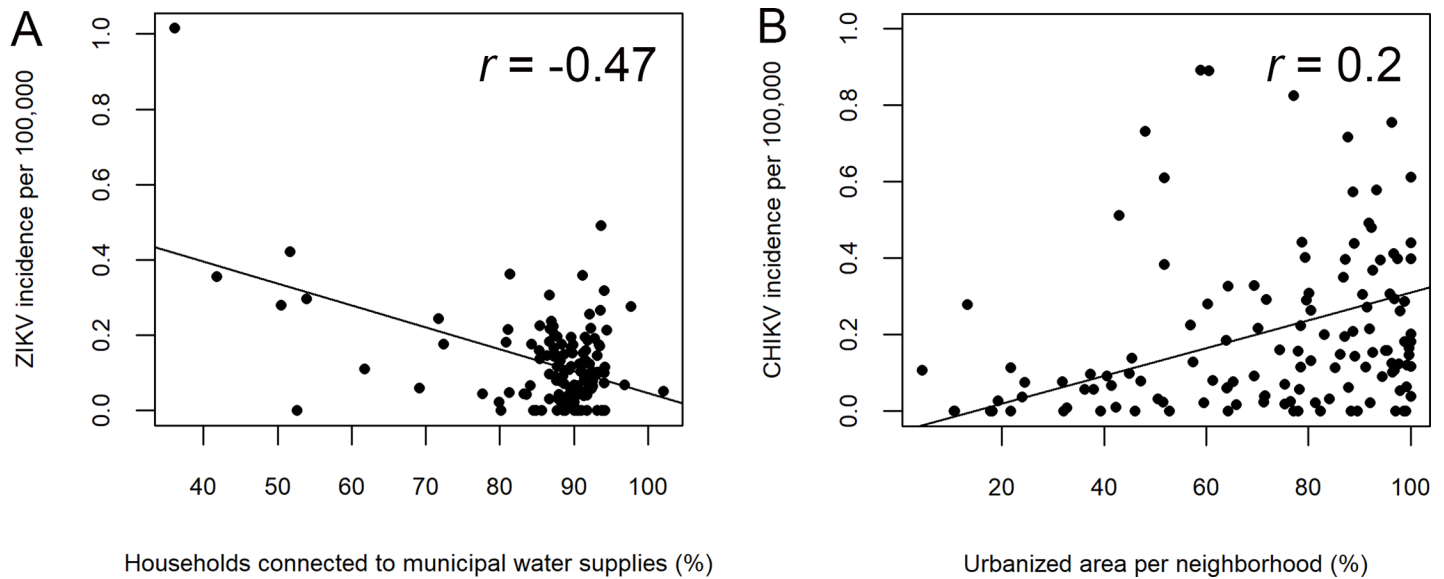 A
r = -0.47
ZIKV incidence per 100,000
1.0
0.8
0.6
0.4
0.2
0.0
40 50 60 70 80 90 100
Households connected to municipal water supplies (%)
B
r = 0.2
CHIKV incidence per 100,000
1.0
0.8
0.6
0.4
0.2
0.0
20 40 60 80 100
Urbanized area per neighborhood (%)